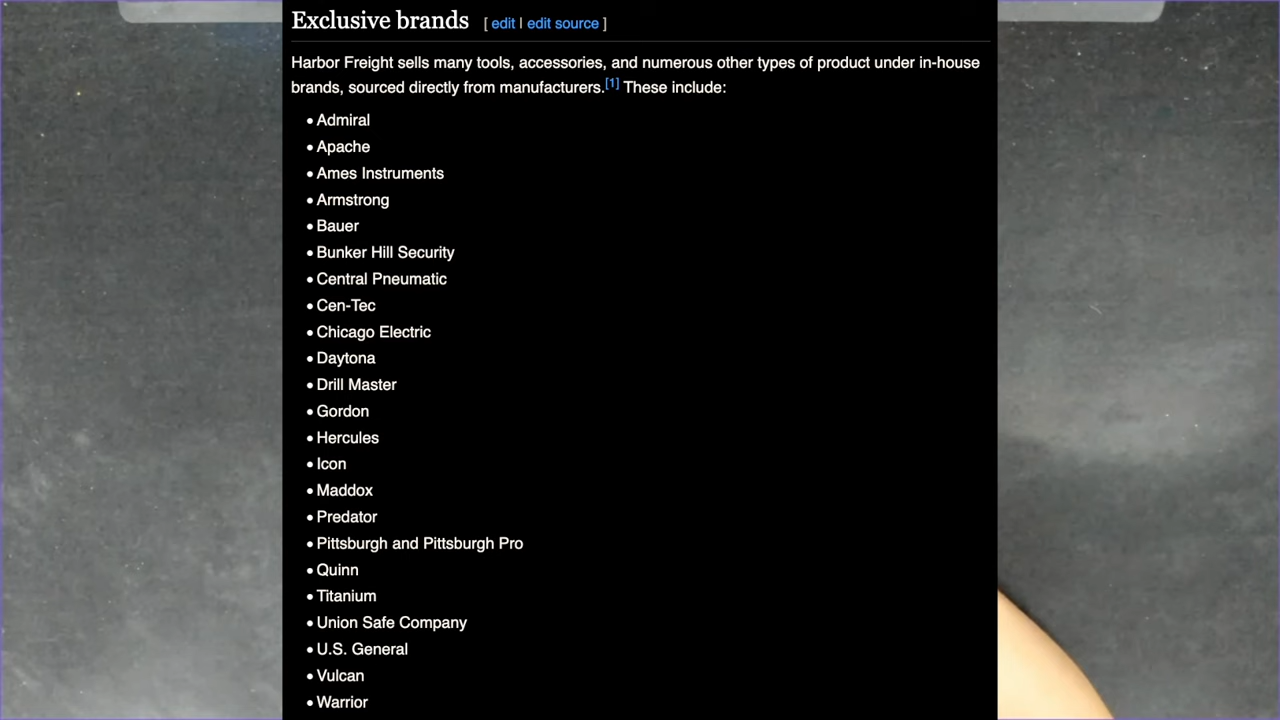 Exclusive brands [ edit | edit source ]
Harbor Freight sells many tools, accessories, and numerous other types of product under in-house
brands, sourced directly from manufacturers.[1] These include:
• Admiral
• Apache
• Ames Instruments
• Armstrong
• Bauer
• Bunker Hill Security
• Central Pneumatic
• Cen-Tec
• Chicago Electric
• Daytona
• Drill Master
• Gordon
• Hercules
• Icon
• Maddox
• Predator
• Pittsburgh and Pittsburgh Pro
• Quinn
• Titanium
• Union Safe Company
• U.S. General
• Vulcan
• Warrior